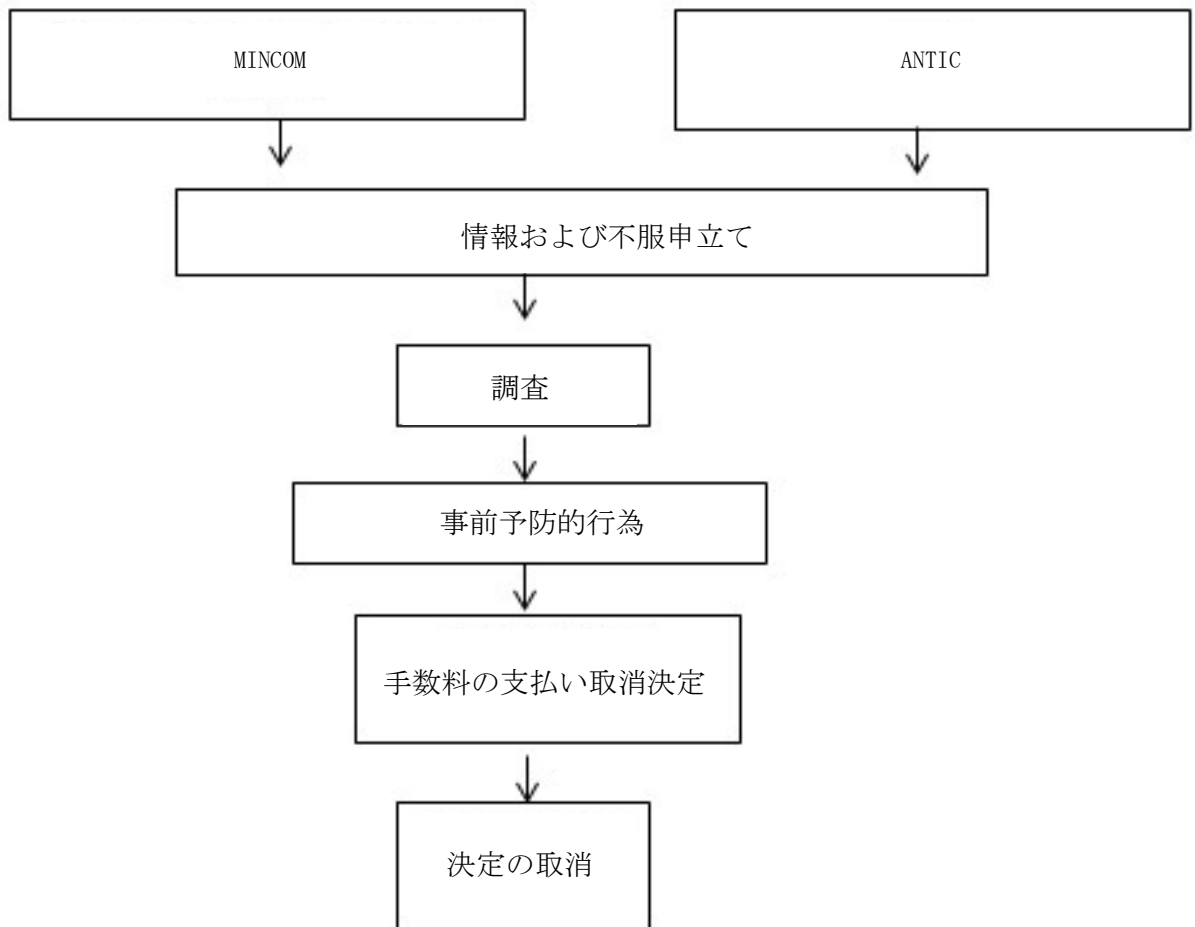 MINCOM
ANTIC
情報および不服申立て
調査
事前予防的行為
手数料の支払い取消決定
決定の取消